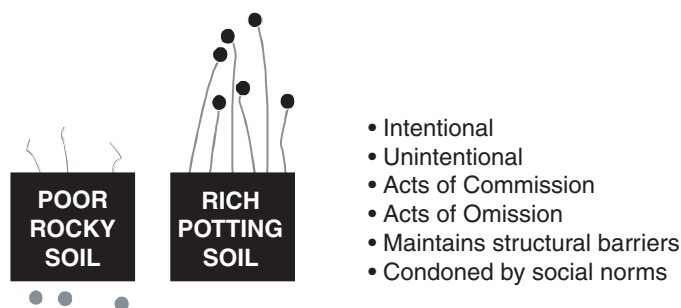 POOR
ROCKY
SOIL
RICH
POTTING
SOIL
• Intentional
• Unintentional
• Acts of Commission
• Acts of Omission
• Maintains structural barriers
• Condoned by social norms